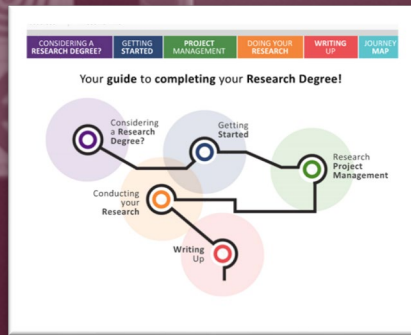 CONSIDERING A
RESEARCH DEGREE?
GETTING
STARTED
PROJECT
MANAGEMENT
DOING YOUR
RESEARCH
WRITING
UP
JOURNEY
MAP
Your guide to completing your Research Degree!
Considering
a Research
Degree?
Getting
Started
Research
Project
Management
Conducting
your
Research
Writing
Up